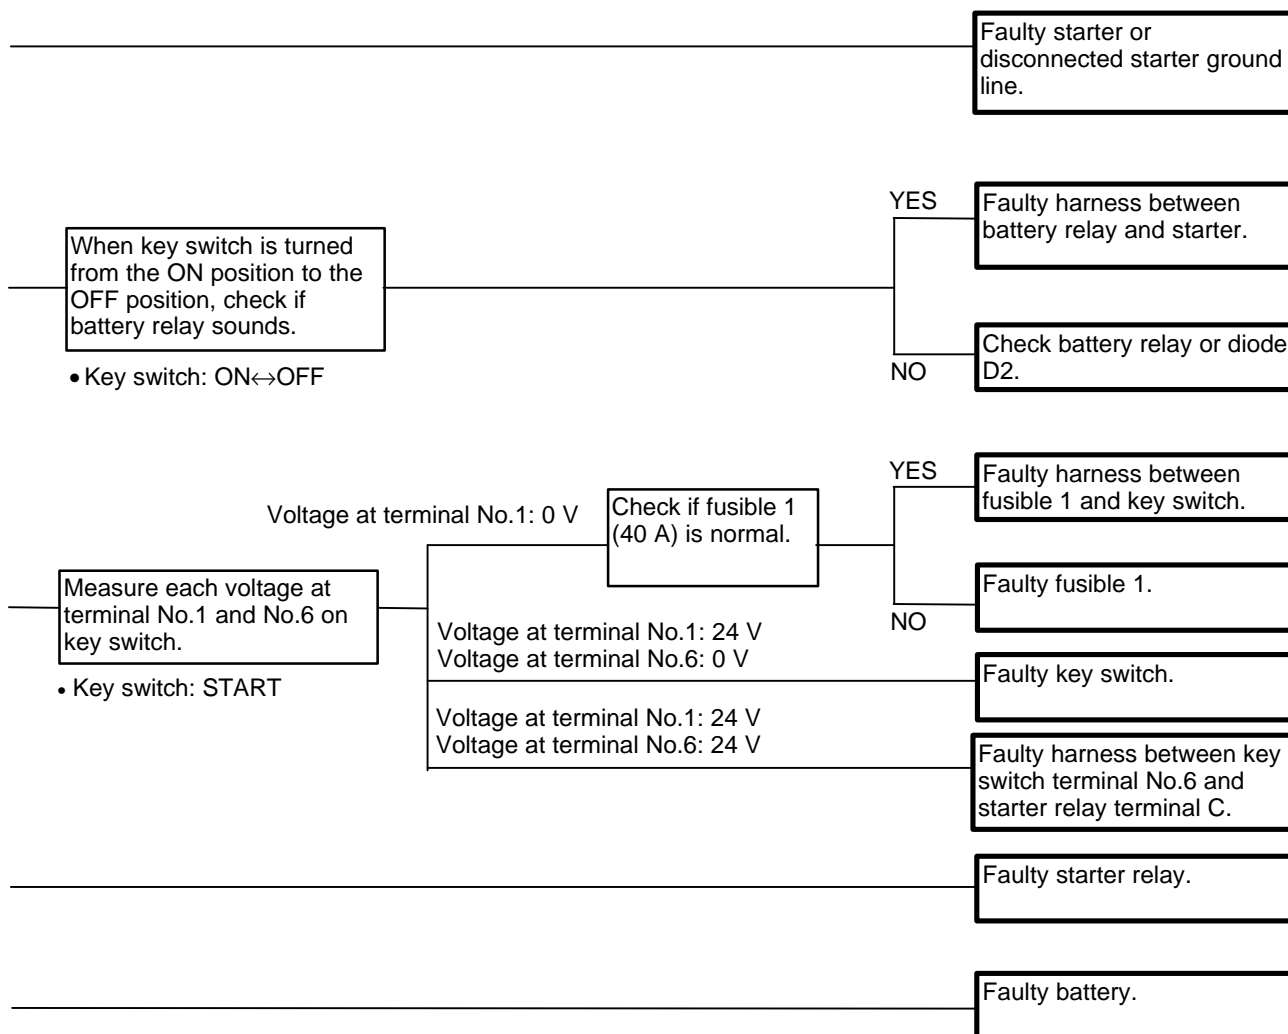 Faulty starter or
disconnected starter ground
line.
YES
Faulty harness between
battery relay and starter.
When key switch is turned
from the ON position to the
OFF position, check if
battery relay sounds.
• Key switch: ON↔OFF
NO
Check battery relay or diode
D2.
YES
Faulty harness between
fusible 1 and key switch.
Voltage at terminal No.1: 0 V
Check if fusible 1
(40 A) is normal.
NO
Faulty fusible 1.
Measure each voltage at
terminal No.1 and No.6 on
key switch.
• Key switch: START
Voltage at terminal No.1: 24 V
Voltage at terminal No.6: 0 V
Faulty key switch.
Voltage at terminal No.1: 24 V
Voltage at terminal No.6: 24 V
Faulty harness between key
switch terminal No.6 and
starter relay terminal C.
Faulty starter relay.
Faulty battery.